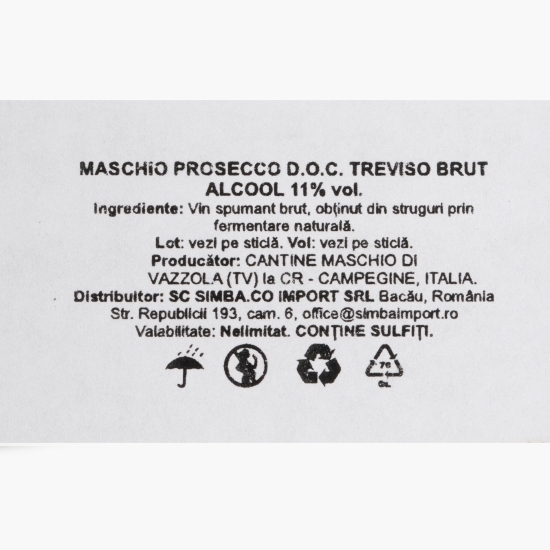 MASCHIO PROSECCO D.O.C. TREVISO BRUT
ALCOOL 11% vol.
Ingrediente: Vin spumant brut, obținut din struguri prin
fermentare naturală.
Lot: vezi pe sticlă. Vol: vezi pe sticlă.
Producător: CANTINE MASCHIO DI
VAZZOLA (TV) la CR - CAMPEGINE, ITALIA.
Distribuitor: SC SIMBA.CO IMPORT SRL Bacău, România
Str. Republicii 193, cam. 6, office@simbaimport.ro
Valabilitate: Nelimitat. CONȚINE SULFIȚI.